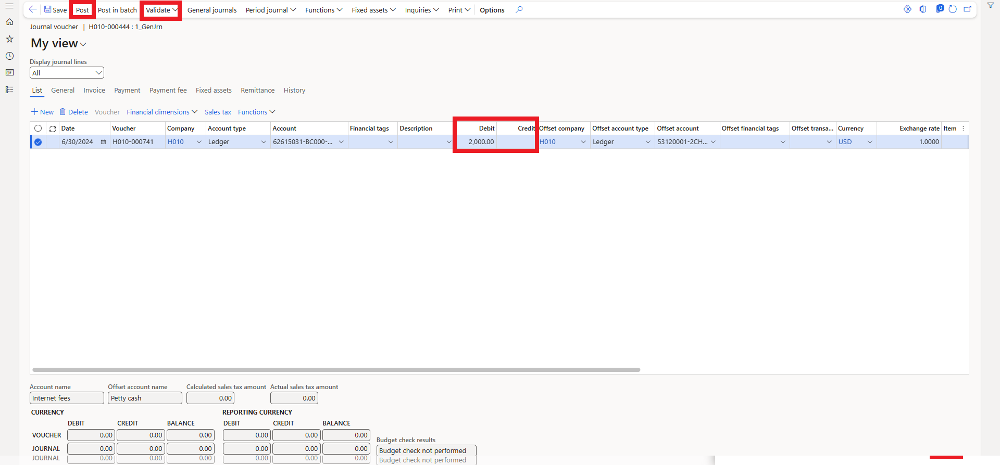 Save Post Post in batch Validate General journals Period journal Functions Fixed assets Inquiries Print Options 0
Journal voucher | H010-000444 : 1_GenJrn
My view
Display journal lines
All
List General Invoice Payment Payment fee Fixed assets Remittance History
New Delete Voucher Financial dimensions Sales tax Functions
Date Voucher Company Account type Account Financial tags Description Debit Credit Offset company Offset account type Offset account Offset financial tags Offset transa... Currency Exchange rate Item
6/30/2024 H010-000741 H010 Ledger 62615031-BC000-... 2,000.00 H010 Ledger 53120001-2CH... USD 1.0000
Account name Offset account name Calculated sales tax amount Actual sales tax amount
Internet fees Petty cash 0.00 0.00
CURRENCY REPORTING CURRENCY
DEBIT CREDIT BALANCE DEBIT CREDIT BALANCE
VOUCHER 0.00 0.00 0.00 0.00 0.00 0.00
Budget check results
JOURNAL 0.00 0.00 0.00 0.00 0.00 0.00 Budget check not performed
JOURNAL 0.00 0.00 0.00 0.00 0.00 0.00 Budget check not performed